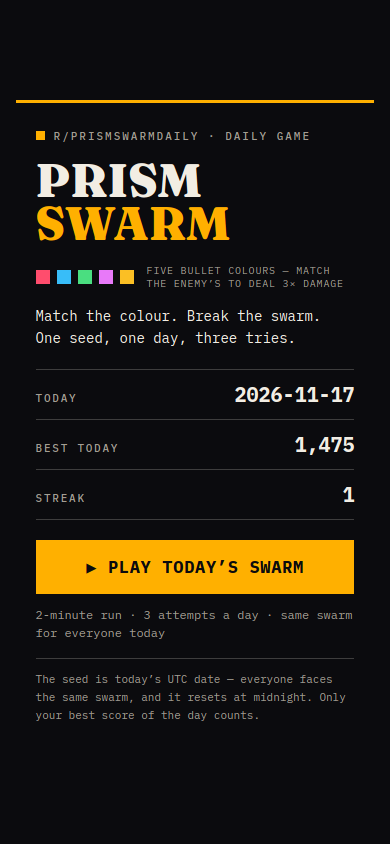 R/PRISMSWARMDAILY · DAILY GAME
PRISM
SWARM
FIVE BULLET COLOURS — MATCH
THE ENEMY’S TO DEAL 3× DAMAGE
Match the colour. Break the swarm.
One seed, one day, three tries.
TODAY 2026-11-17
BEST TODAY 1,475
STREAK 1
▶ PLAY TODAY’S SWARM
2-minute run · 3 attempts a day · same swarm
for everyone today
The seed is today’s UTC date — everyone faces
the same swarm, and it resets at midnight. Only
your best score of the day counts.